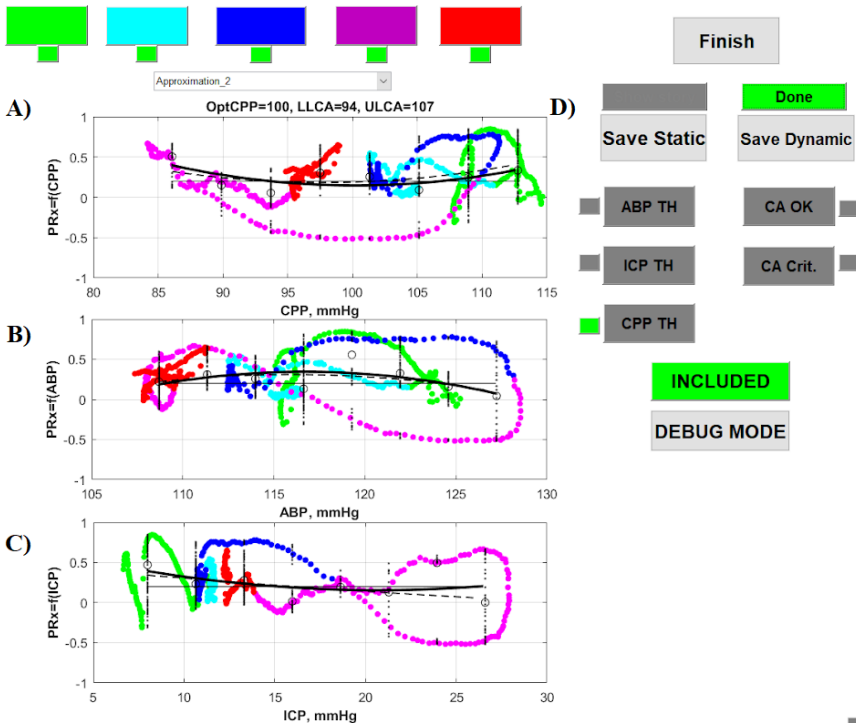 Finish
Approximation_2
A)
OptCPP=100, LLCA=94, ULCA=107
D)
Done
Save Static
Save Dynamic
1
0.5
0
-0.5
-1
PRx=f(CPP)
80
85
90
95
100
105
110
115
CPP, mmHg
ABP TH
CA OK
ICP TH
CA Crit.
CPP TH
B)
1
0.5
0
-0.5
-1
PRx=f(ABP)
105
110
115
120
125
130
ABP, mmHg
INCLUDED
DEBUG MODE
C)
1
0.5
0
-0.5
-1
PRx=f(ICP)
5
10
15
20
25
30
ICP, mmHg